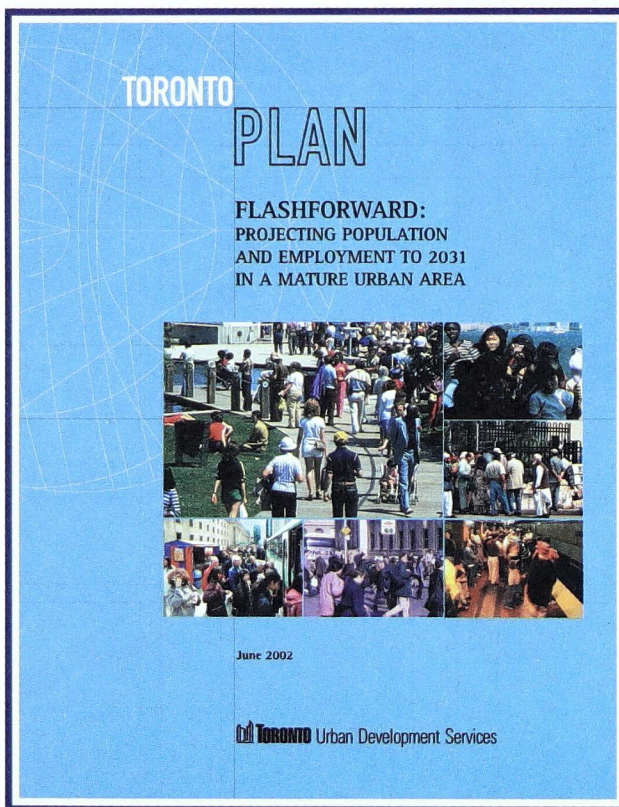 TORONTO
PLAN
FLASHFORWARD:
PROJECTING POPULATION
AND EMPLOYMENT TO 2031
IN A MATURE URBAN AREA
June 2002
TORONTO Urban Development Services